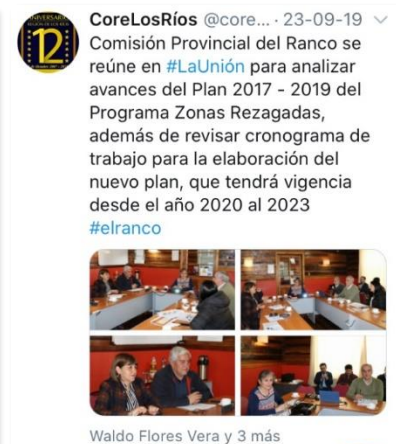 CoreLosRíos @core... · 23-09-19
Comisión Provincial del Ranco se
reúne en #LaUnión para analizar
avances del Plan 2017 - 2019 del
Programa Zonas Rezagadas,
además de revisar cronograma de
trabajo para la elaboración del
nuevo plan, que tendrá vigencia
desde el año 2020 al 2023
#elranco
Waldo Flores Vera y 3 más
12